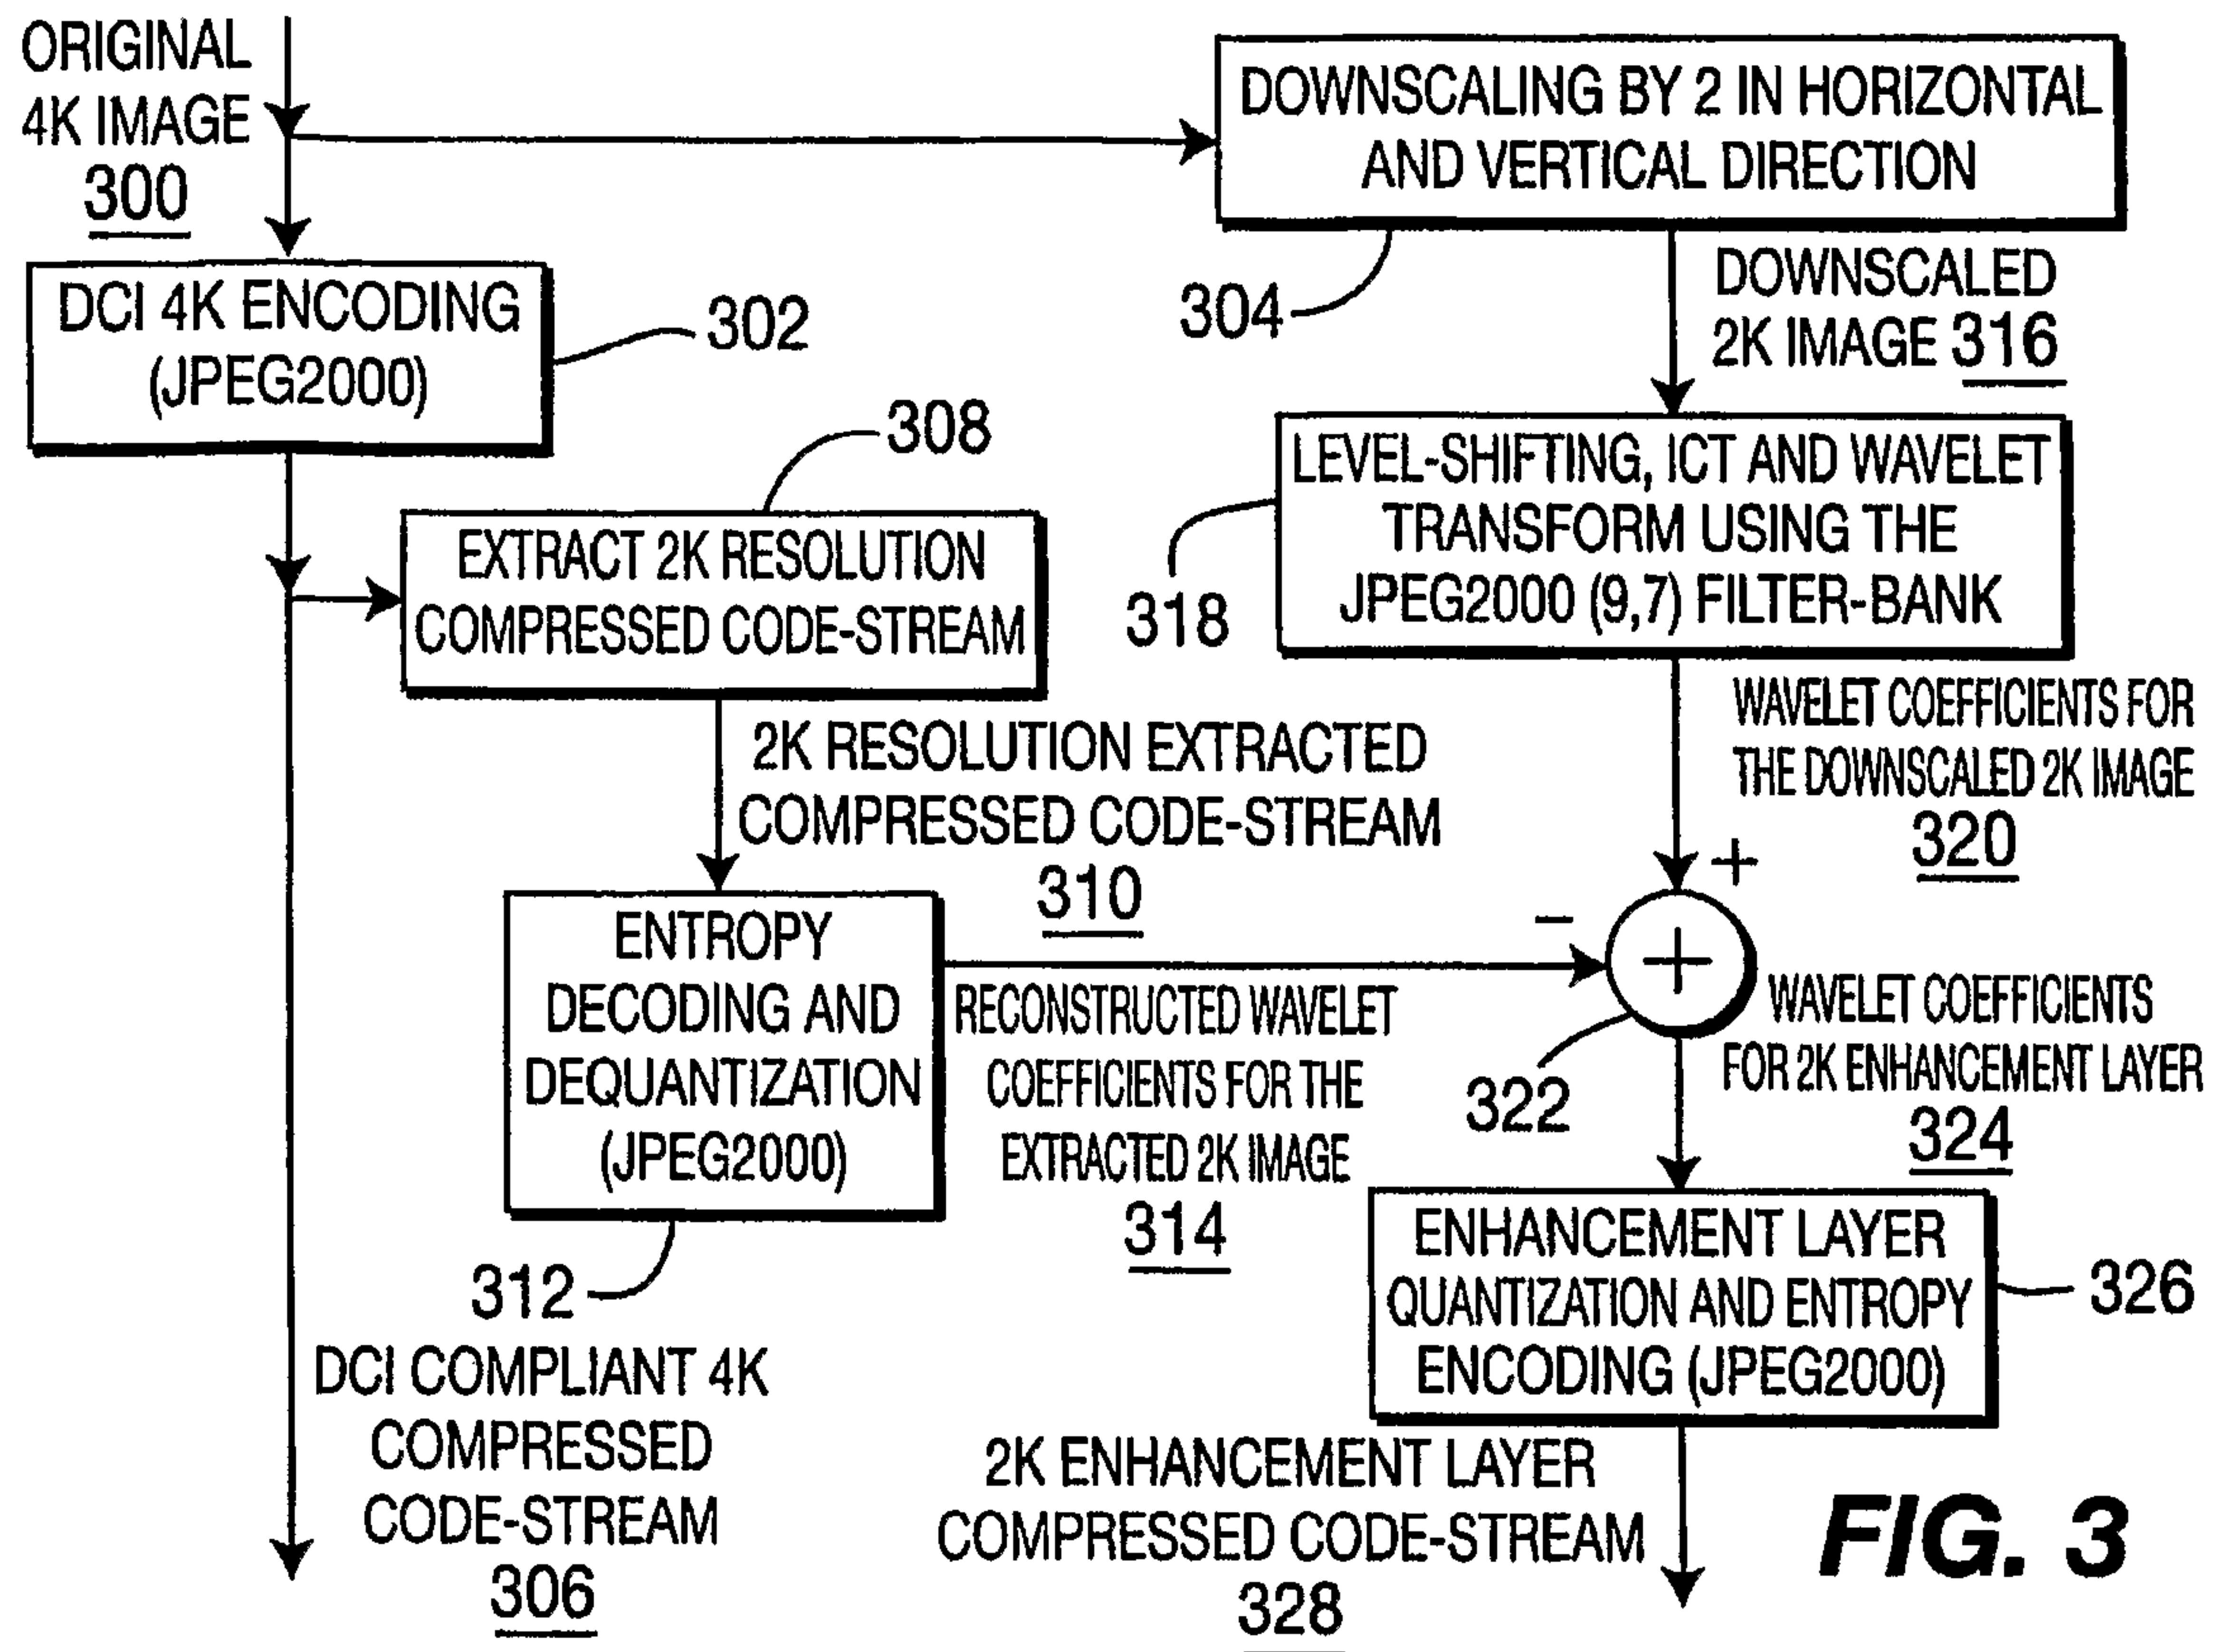 ORIGINAL
4K IMAGE
300
DOWNSCALING BY 2 IN HORIZONTAL
AND VERTICAL DIRECTION
304
DOWNSCALED
2K IMAGE 316
DCI 4K ENCODING
(JPEG2000)
302
308
EXTRACT 2K RESOLUTION
COMPRESSED CODE-STREAM
LEVEL-SHIFTING, ICT AND WAVELET
TRANSFORM USING THE
JPEG2000 (9,7) FILTER-BANK
318
2K RESOLUTION EXTRACTED
COMPRESSED CODE-STREAM
310
WAVELET COEFFICIENTS FOR
THE DOWNSCALED 2K IMAGE
320
+
−
+
322
ENTROPY
DECODING AND
DEQUANTIZATION
(JPEG2000)
312
RECONSTRUCTED WAVELET
COEFFICIENTS FOR THE
EXTRACTED 2K IMAGE
314
WAVELET COEFFICIENTS
FOR 2K ENHANCEMENT LAYER
324
ENHANCEMENT LAYER
QUANTIZATION AND ENTROPY
ENCODING (JPEG2000)
326
DCI COMPLIANT 4K
COMPRESSED
CODE-STREAM
306
2K ENHANCEMENT LAYER
COMPRESSED CODE-STREAM
328
FIG. 3